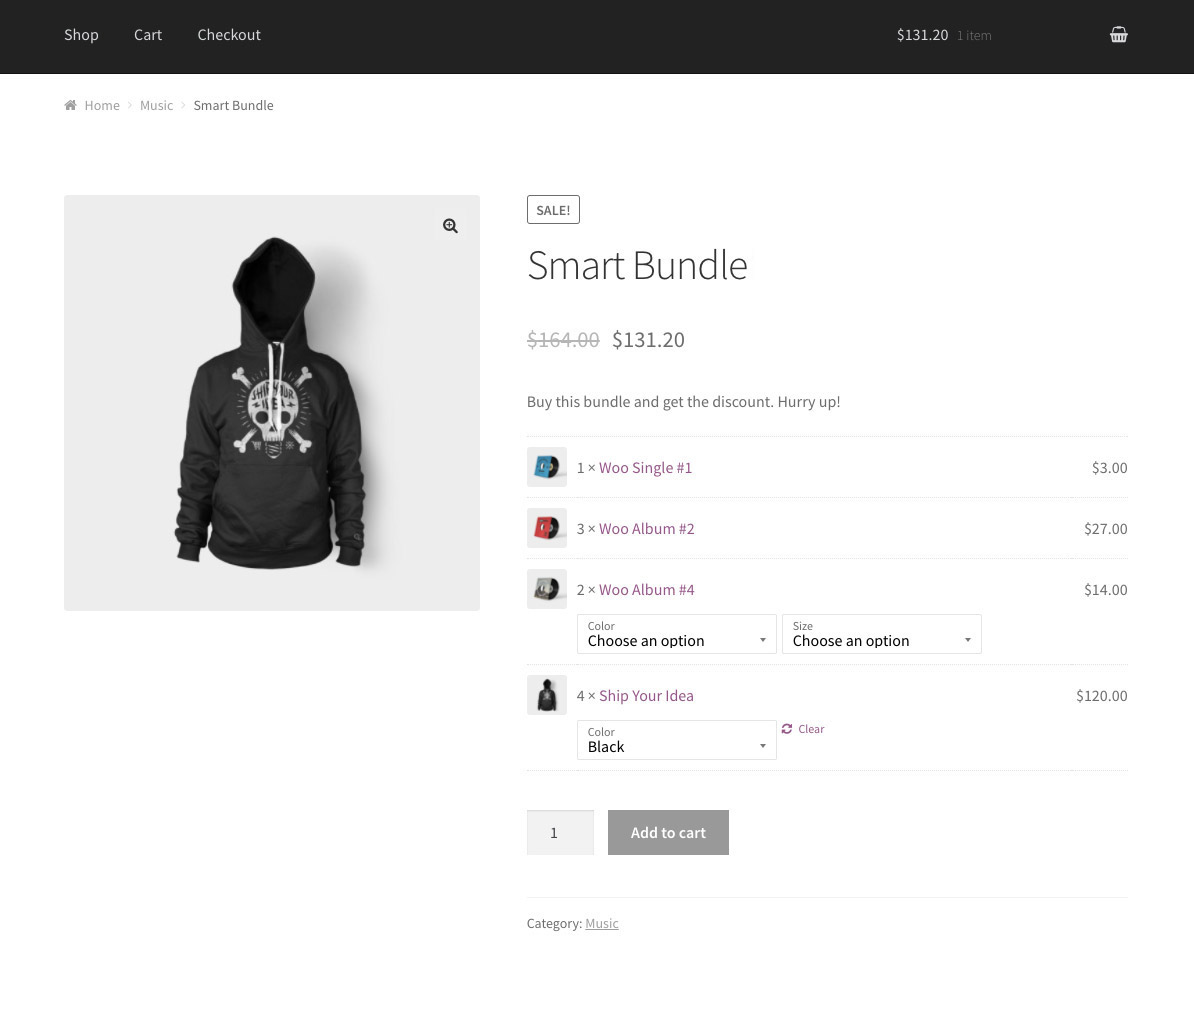 Shop Cart Checkout $131.20 1 item
Home Music Smart Bundle
SALE!
Smart Bundle
$164.00 $131.20
Buy this bundle and get the discount. Hurry up!
1 × Woo Single #1 $3.00
3 × Woo Album #2 $27.00
2 × Woo Album #4 $14.00
Color Size
Choose an option Choose an option
4 × Ship Your Idea $120.00
Color
Black
Clear
1 Add to cart
Category: Music
SHIP YOUR
IDEA